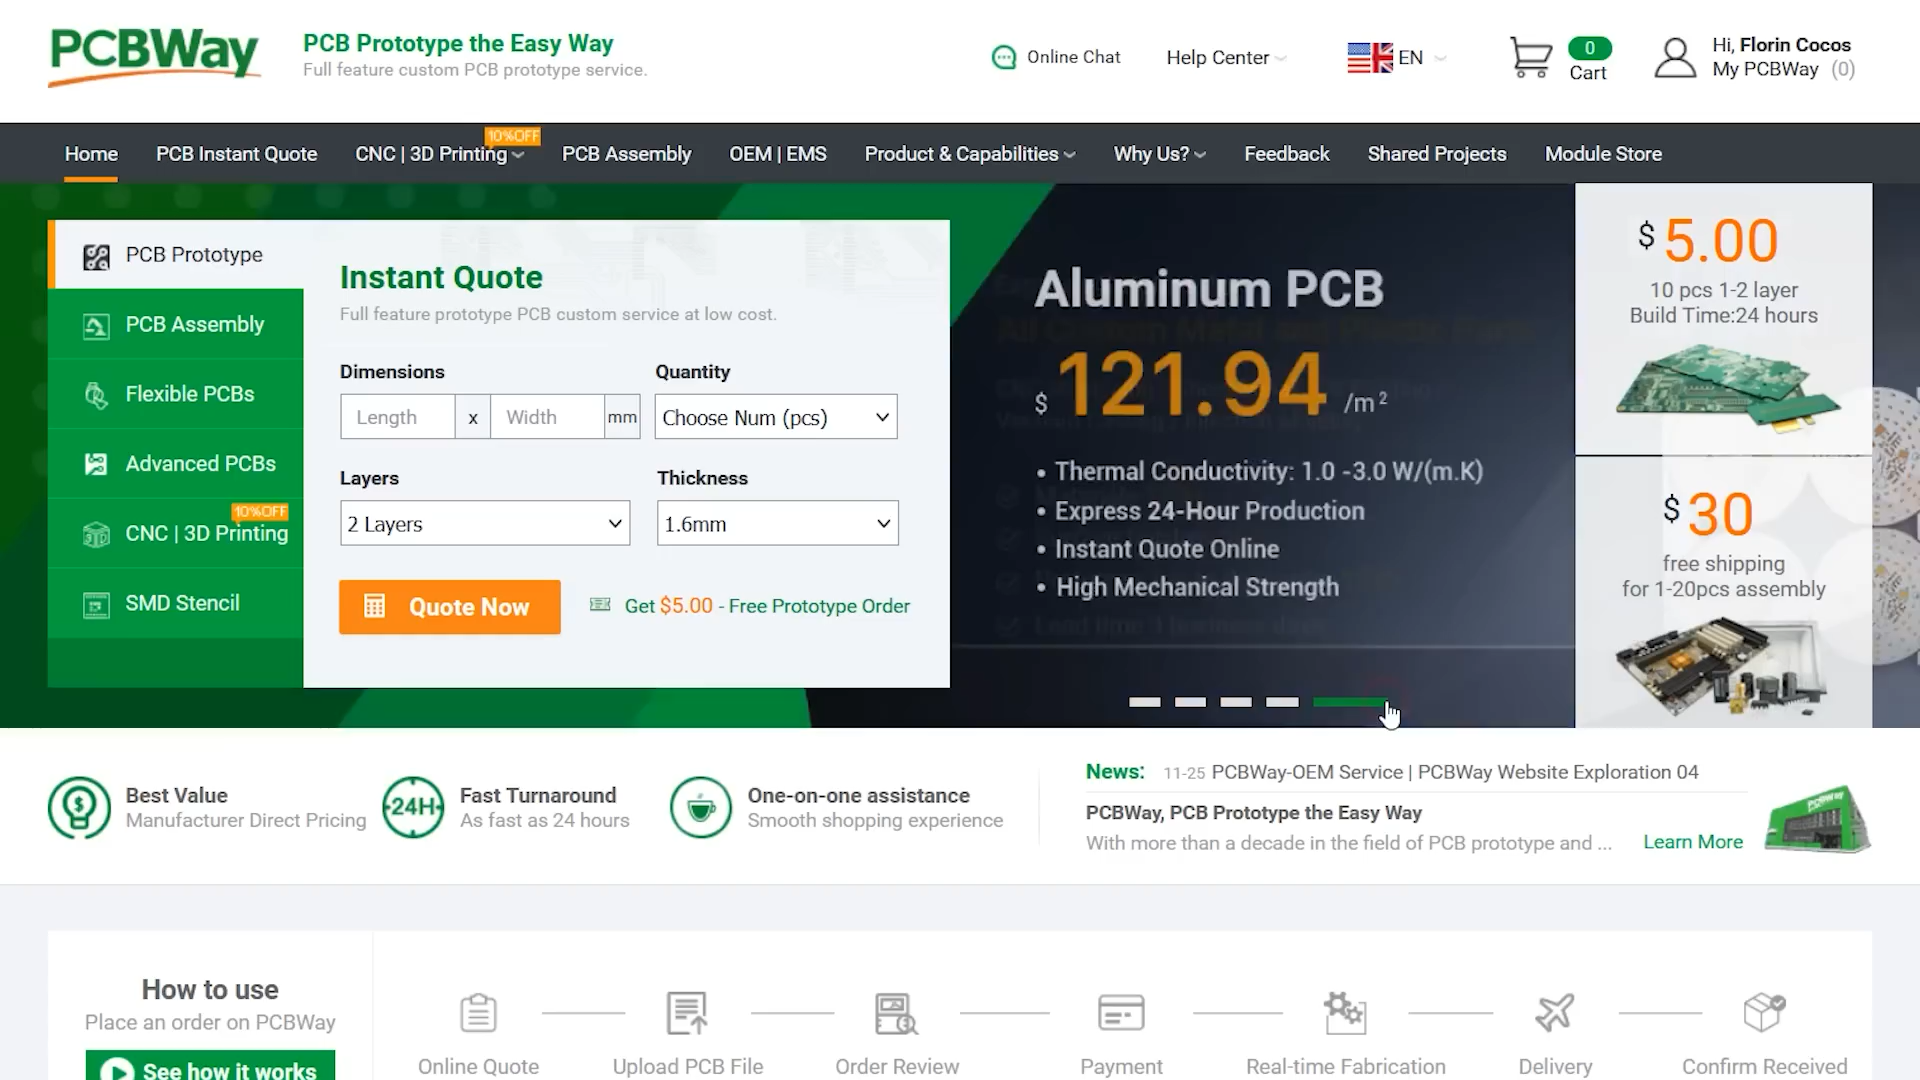 PCBWay
PCB Prototype the Easy Way
Full feature custom PCB prototype service.
Online Chat
Help Center
EN
0
Cart
Hi, Florin Cocos
My PCBWay (0)
Home
PCB Instant Quote
CNC | 3D Printing
10%OFF
PCB Assembly
OEM | EMS
Product & Capabilities
Why Us?
Feedback
Shared Projects
Module Store
PCB Prototype
PCB Assembly
Flexible PCBs
Advanced PCBs
10%OFF
CNC | 3D Printing
SMD Stencil
Instant Quote
Full feature prototype PCB custom service at low cost.
Dimensions
Quantity
Length x Width mm
Choose Num (pcs)
Layers
Thickness
2 Layers
1.6mm
Quote Now
Get $5.00 - Free Prototype Order
Aluminum PCB
$ 121.94 /m²
• Thermal Conductivity: 1.0 -3.0 W/(m.K)
• Express 24-Hour Production
• Instant Quote Online
• High Mechanical Strength
$ 5.00
10 pcs 1-2 layer
Build Time:24 hours
$ 30
free shipping
for 1-20pcs assembly
Best Value
Manufacturer Direct Pricing
24H
Fast Turnaround
As fast as 24 hours
One-on-one assistance
Smooth shopping experience
News: 11-25 PCBWay-OEM Service | PCBWay Website Exploration 04
PCBWay, PCB Prototype the Easy Way
With more than a decade in the field of PCB prototype and ...
Learn More
PCBWay
How to use
Place an order on PCBWay
See how it works
Online Quote
Upload PCB File
Order Review
Payment
Real-time Fabrication
Delivery
Confirm Received